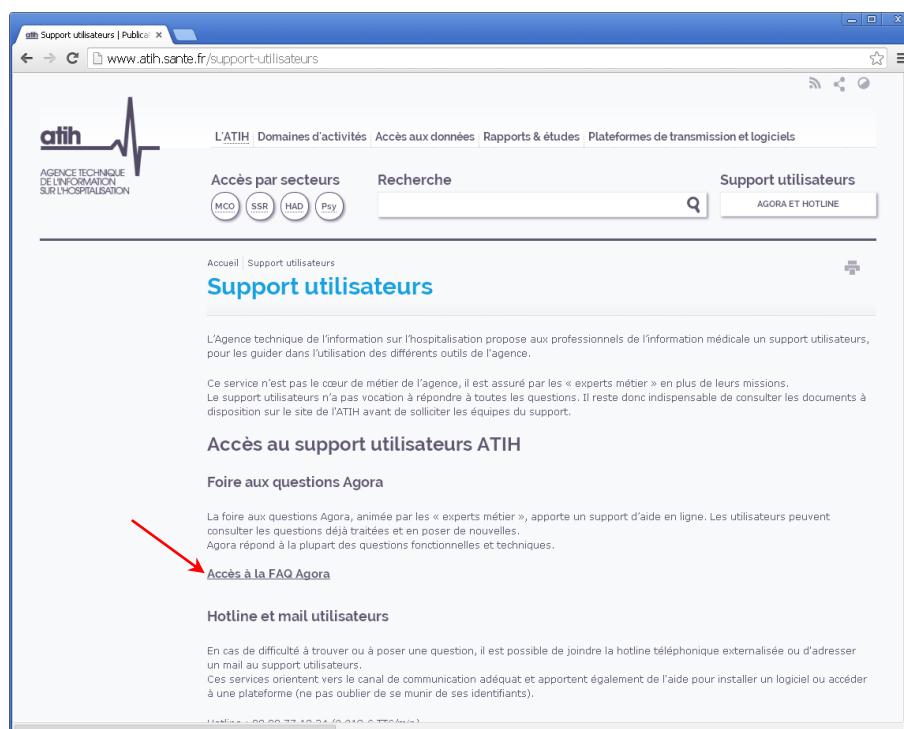 atih Support utilisateurs | Publicat
www.atih.sante.fr/support-utilisateurs
atih
AGENCE TECHNIQUE
DE L'INFORMATION
SUR L'HOSPITALISATION
L'ATIH Domaines d'activités Accès aux données Rapports & études Plateformes de transmission et logiciels
Accès par secteurs
MCO SSR HAD Psy
Recherche
Support utilisateurs
AGORA ET HOTLINE
Accueil Support utilisateurs
Support utilisateurs
L'Agence technique de l'information sur l'hospitalisation propose aux professionnels de l'information médicale un support utilisateurs,
pour les guider dans l'utilisation des différents outils de l'agence.
Ce service n'est pas le cœur de métier de l'agence, il est assuré par les « experts métier » en plus de leurs missions.
Le support utilisateurs n'a pas vocation à répondre à toutes les questions. Il reste donc indispensable de consulter les documents à
disposition sur le site de l'ATIH avant de solliciter les équipes du support.
Accès au support utilisateurs ATIH
Foire aux questions Agora
La foire aux questions Agora, animée par les « experts métier », apporte un support d'aide en ligne. Les utilisateurs peuvent
consulter les questions déjà traitées et en poser de nouvelles.
Agora répond à la plupart des questions fonctionnelles et techniques.
Accès à la FAQ Agora
Hotline et mail utilisateurs
En cas de difficulté à trouver ou à poser une question, il est possible de joindre la hotline téléphonique externalisée ou d'adresser
un mail au support utilisateurs.
Ces services orientent vers le canal de communication adéquat et apportent également de l'aide pour installer un logiciel ou accéder
à une plateforme (ne pas oublier de se munir de ses identifiants).